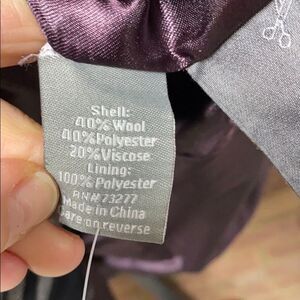 Shell:
40% Wool
40% Polyester
20% Viscose
Lining:
100% Polyester
RN# 73277
Made in China
Care on reverse